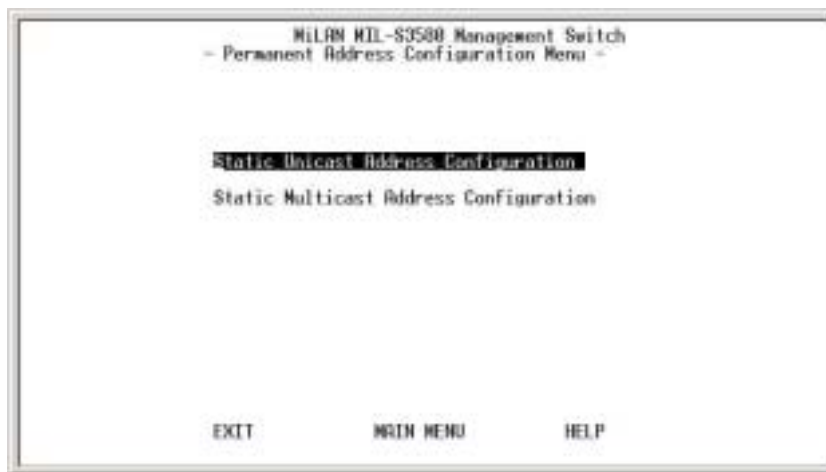 MiLAN MIL-S3580 Management Switch
- Permanent Address Configuration Menu -
Static Unicast Address Configuration
Static Multicast Address Configuration
EXIT MAIN MENU HELP